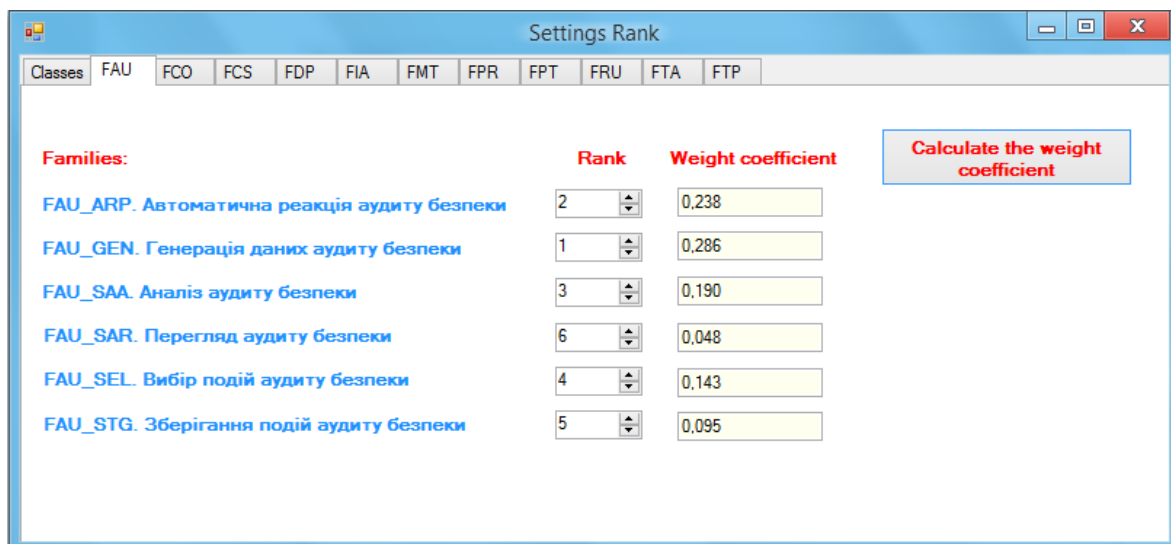 Settings Rank
Classes FAU FCO FCS FDP FIA FMT FPR FPT FRU FTA FTP
Families: Rank Weight coefficient
Calculate the weight
coefficient
FAU_ARP. Автоматична реакція аудиту безпеки 2 0,238
FAU_GEN. Генерація даних аудиту безпеки 1 0,286
FAU_SAA. Аналіз аудиту безпеки 3 0,190
FAU_SAR. Перегляд аудиту безпеки 6 0,048
FAU_SEL. Вибір подій аудиту безпеки 4 0,143
FAU_STG. Зберігання подій аудиту безпеки 5 0,095